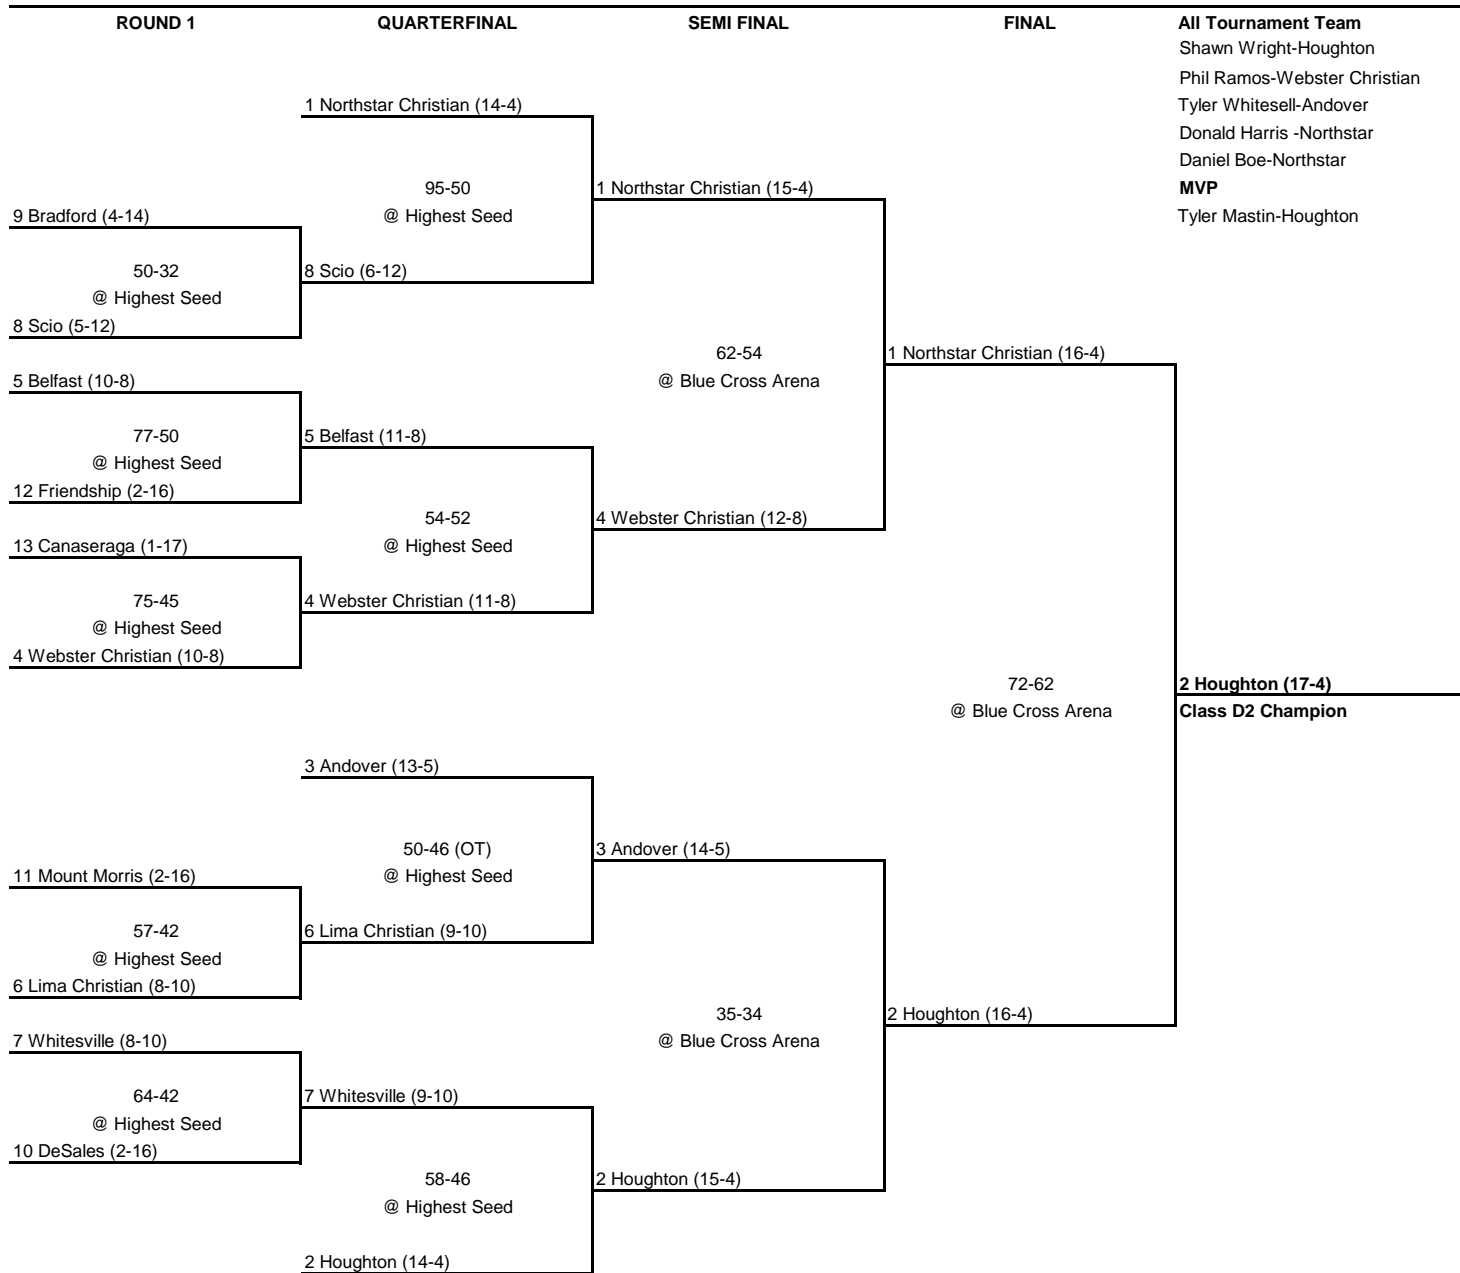 ROUND 1 QUARTERFINAL SEMI FINAL FINAL All Tournament Team
Shawn Wright-Houghton
Phil Ramos-Webster Christian
1 Northstar Christian (14-4) Tyler Whitesell-Andover
Donald Harris -Northstar
Daniel Boe-Northstar
95-50 1 Northstar Christian (15-4) MVP
9 Bradford (4-14) @ Highest Seed Tyler Mastin-Houghton
50-32 8 Scio (6-12)
@ Highest Seed
8 Scio (5-12)
62-54 1 Northstar Christian (16-4)
5 Belfast (10-8) @ Blue Cross Arena
77-50 5 Belfast (11-8)
@ Highest Seed
12 Friendship (2-16)
54-52 4 Webster Christian (12-8)
13 Canaseraga (1-17) @ Highest Seed
75-45 4 Webster Christian (11-8)
@ Highest Seed
4 Webster Christian (10-8)
72-62 2 Houghton (17-4)
@ Blue Cross Arena Class D2 Champion
3 Andover (13-5)
50-46 (OT) 3 Andover (14-5)
11 Mount Morris (2-16) @ Highest Seed
57-42 6 Lima Christian (9-10)
@ Highest Seed
6 Lima Christian (8-10)
35-34 2 Houghton (16-4)
7 Whitesville (8-10) @ Blue Cross Arena
64-42 7 Whitesville (9-10)
@ Highest Seed
10 DeSales (2-16)
58-46 2 Houghton (15-4)
@ Highest Seed
2 Houghton (14-4)